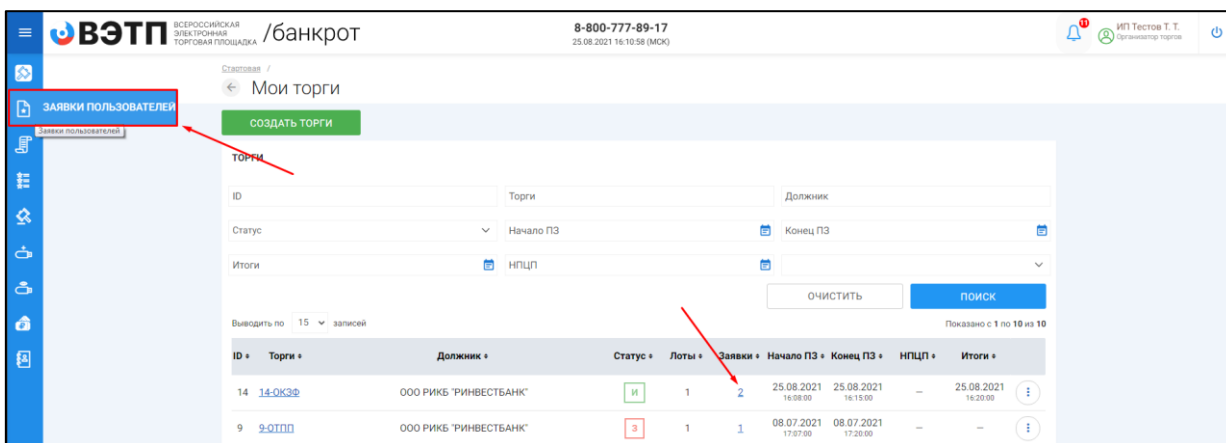 ВЭТП ВСЕРОССИЙСКАЯ ЭЛЕКТРОННАЯ ТОРГОВАЯ ПЛОЩАДКА /банкрот
8-800-777-89-17
25.08.2021 16:10:58 (МСК)
11
ИП Тестов Т. Т.
Организатор торгов
Стартовая /
Мои торги
ЗАЯВКИ ПОЛЬЗОВАТЕЛЕЙ
Заявки пользователей
СОЗДАТЬ ТОРГИ
ТОРГИ
ID Торги Должник
Статус Начало ПЗ Конец ПЗ
Итоги НПЦП
ОЧИСТИТЬ ПОИСК
Выводить по 15 записей Показано с 1 по 10 из 10
ID Торги Должник Статус Лоты Заявки Начало ПЗ Конец ПЗ НПЦП Итоги
14 14-ОКЗФ ООО РИКБ "РИНВЕСТБАНК" И 1 2 25.08.2021 16:08:00 25.08.2021 16:15:00 – 25.08.2021 16:20:00
9 9-ОТПП ООО РИКБ "РИНВЕСТБАНК" З 1 1 08.07.2021 17:07:00 08.07.2021 17:20:00 – –